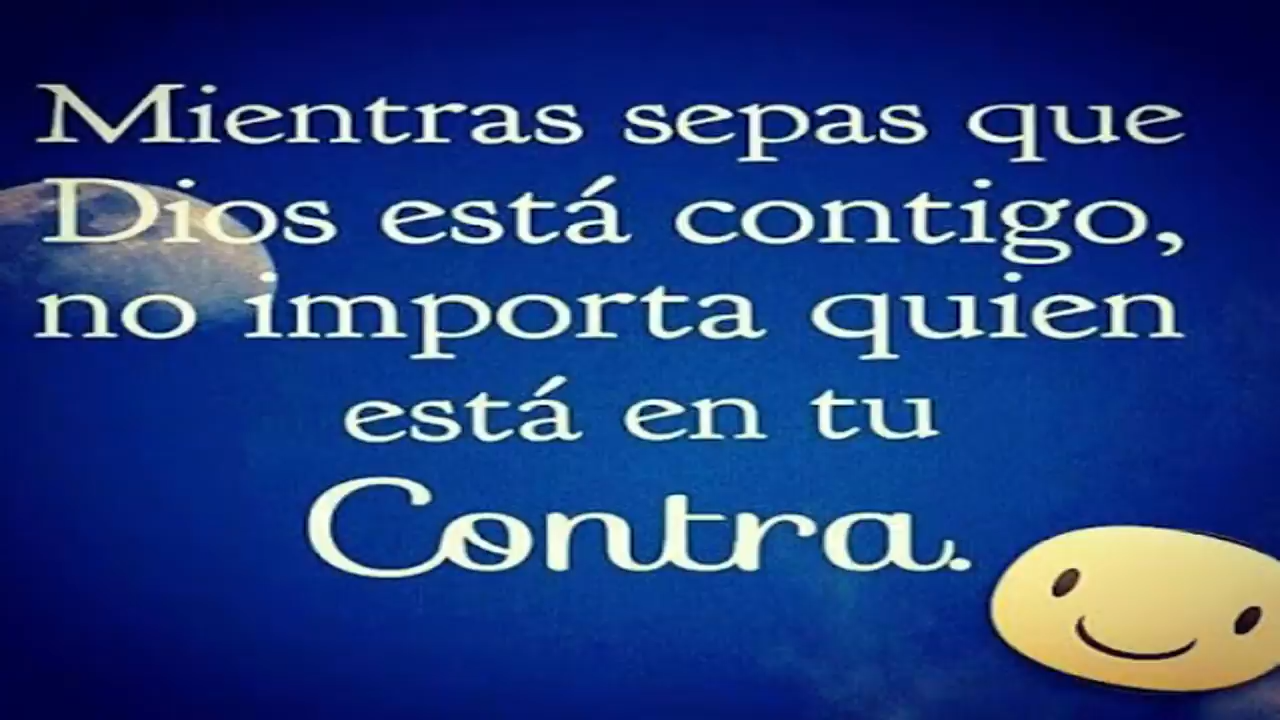 Mientras sepas que
Dios está contigo,
no importa quien
está en tu
Contra.